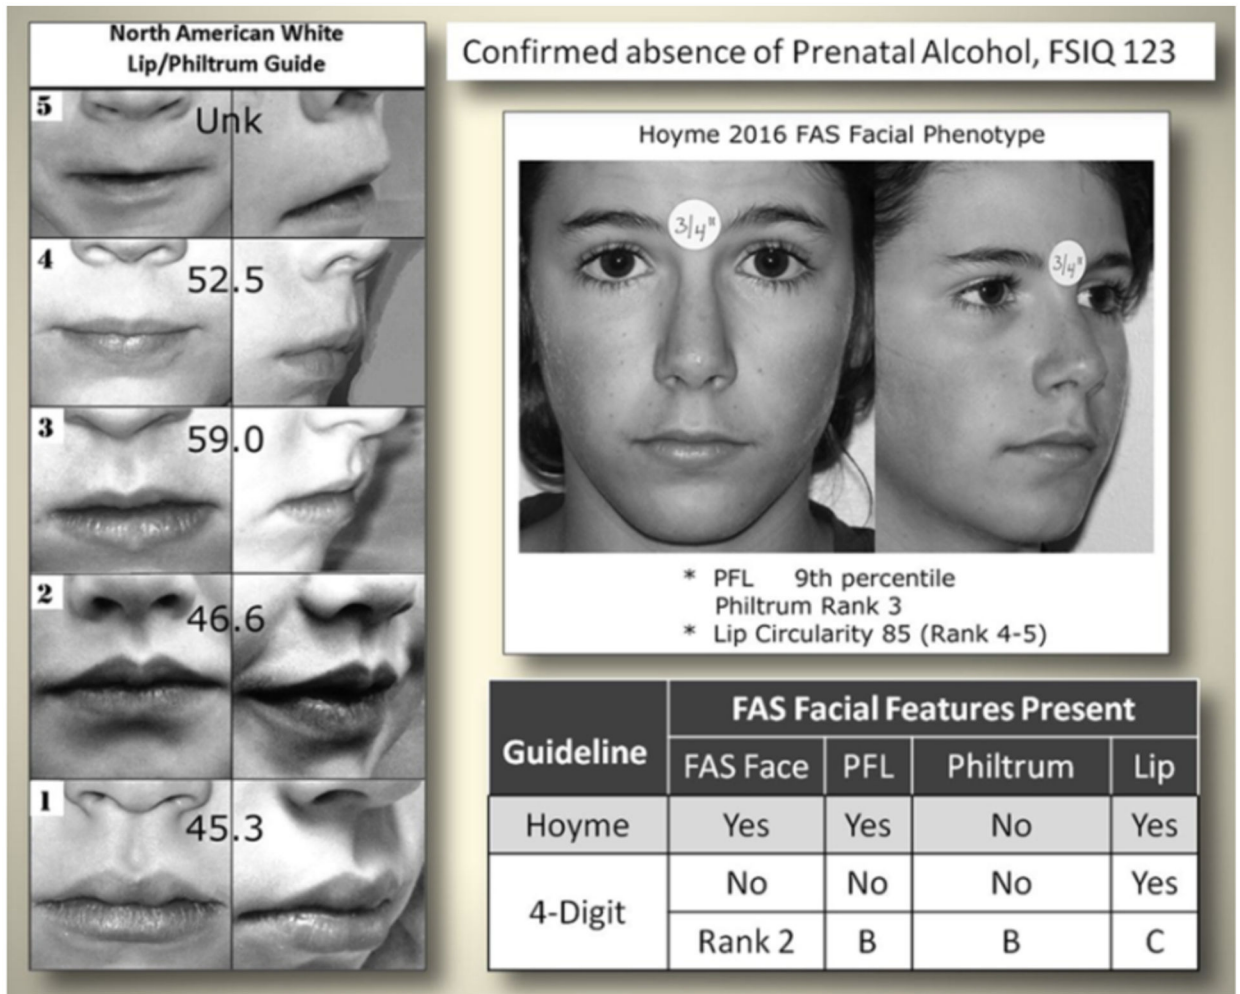 North American White
Lip/Philtrum Guide
5
Unk
4
52.5
3
59.0
2
46.6
1
45.3
Confirmed absence of Prenatal Alcohol, FSIQ 123
Hoyme 2016 FAS Facial Phenotype
3/4"
3/4"
* PFL 9th percentile
Philtrum Rank 3
* Lip Circularity 85 (Rank 4-5)
Guideline FAS Facial Features Present
FAS Face PFL Philtrum Lip
Hoyme Yes Yes No Yes
4-Digit No No No Yes
Rank 2 B B C